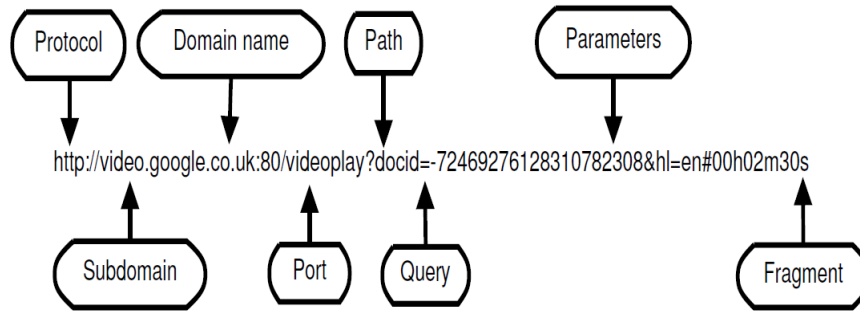 Protocol Domain name Path Parameters
http://video.google.co.uk:80/videoplay?docid=-72469276128310782308&hl=en#00h02m30s
Subdomain Port Query Fragment